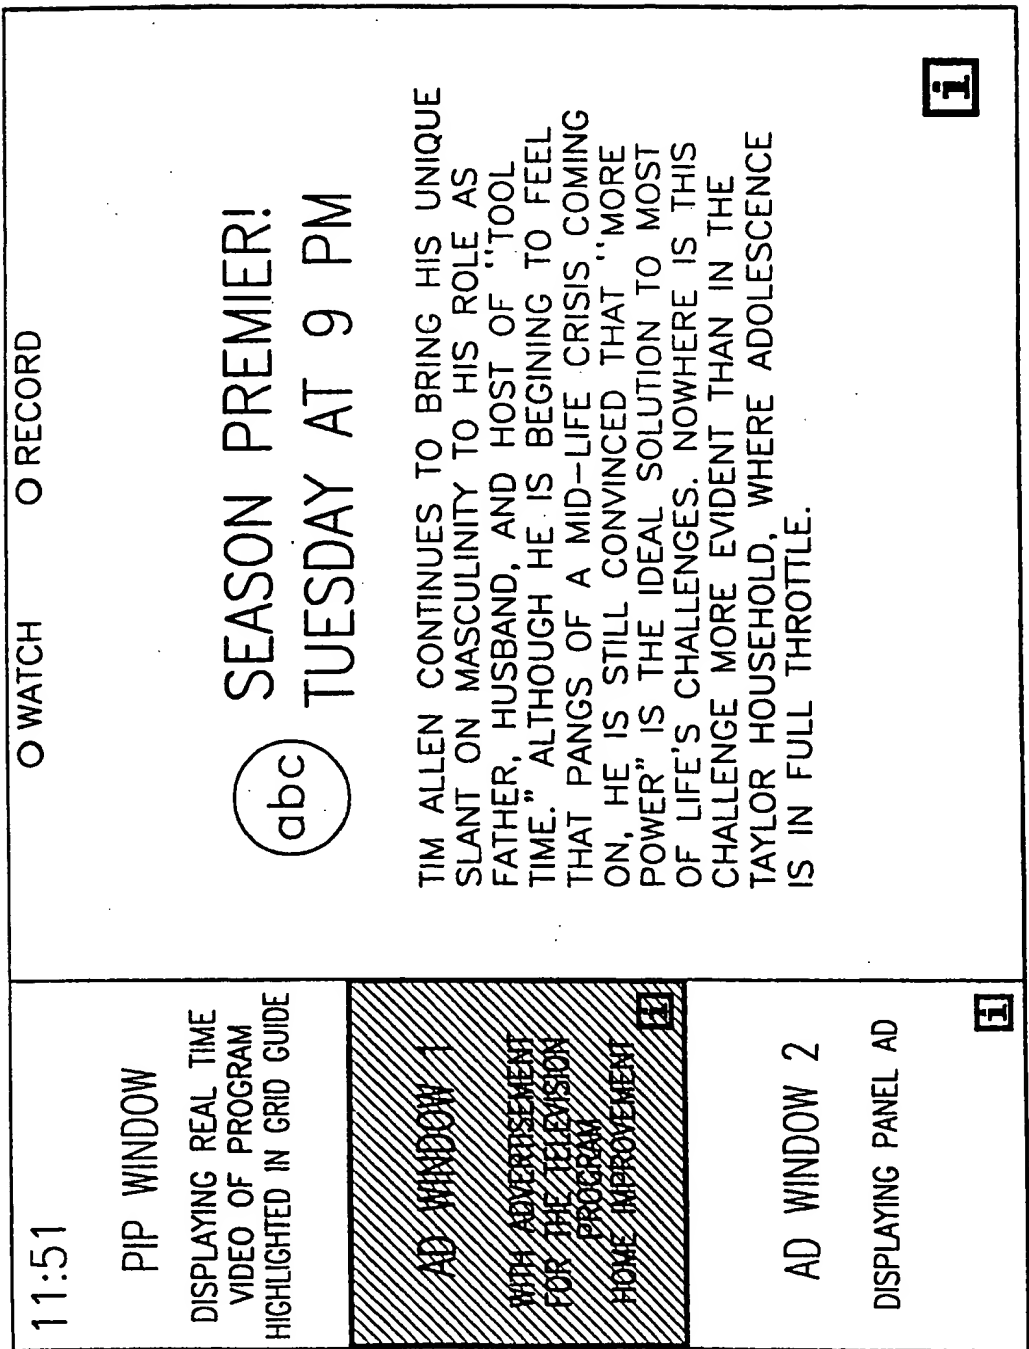 11:51
PIP WINDOW
DISPLAYING REAL TIME
VIDEO OF PROGRAM
HIGHLIGHTED IN GRID GUIDE
AD WINDOW 1
WITH ADVERTISEMENT
FOR THE TELEVISION
PROGRAM
HOME IMPROVEMENT
i
AD WINDOW 2
DISPLAYING PANEL AD
i
O WATCH O RECORD
abc
SEASON PREMIER!
TUESDAY AT 9 PM
TIM ALLEN CONTINUES TO BRING HIS UNIQUE
SLANT ON MASCULINITY TO HIS ROLE AS
FATHER, HUSBAND, AND HOST OF ''TOOL
TIME." ALTHOUGH HE IS BEGINING TO FEEL
THAT PANGS OF A MID-LIFE CRISIS COMING
ON, HE IS STILL CONVINCED THAT ''MORE
POWER" IS THE IDEAL SOLUTION TO MOST
OF LIFE'S CHALLENGES. NOWHERE IS THIS
CHALLENGE MORE EVIDENT THAN IN THE
TAYLOR HOUSEHOLD, WHERE ADOLESCENCE
IS IN FULL THROTTLE.
i